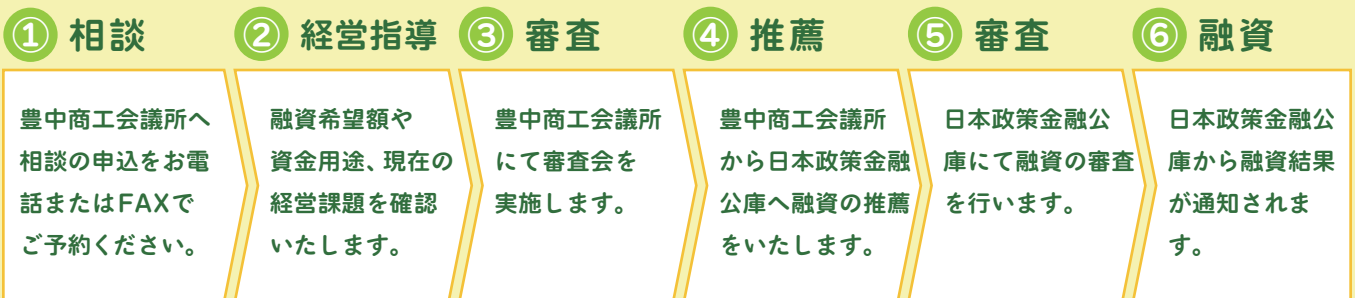 ① 相談
豊中商工会議所へ
相談の申込をお電
話またはFAXで
ご予約ください。
② 経営指導
融資希望額や
資金用途、現在の
経営課題を確認
いたします。
③ 審査
豊中商工会議所
にて審査会を
実施します。
④ 推薦
豊中商工会議所
から日本政策金融
公庫へ融資の推薦
をいたします。
⑤ 審査
日本政策金融公
庫にて融資の審査
を行います。
⑥ 融資
日本政策金融公
庫から融資結果
が通知されま
す。